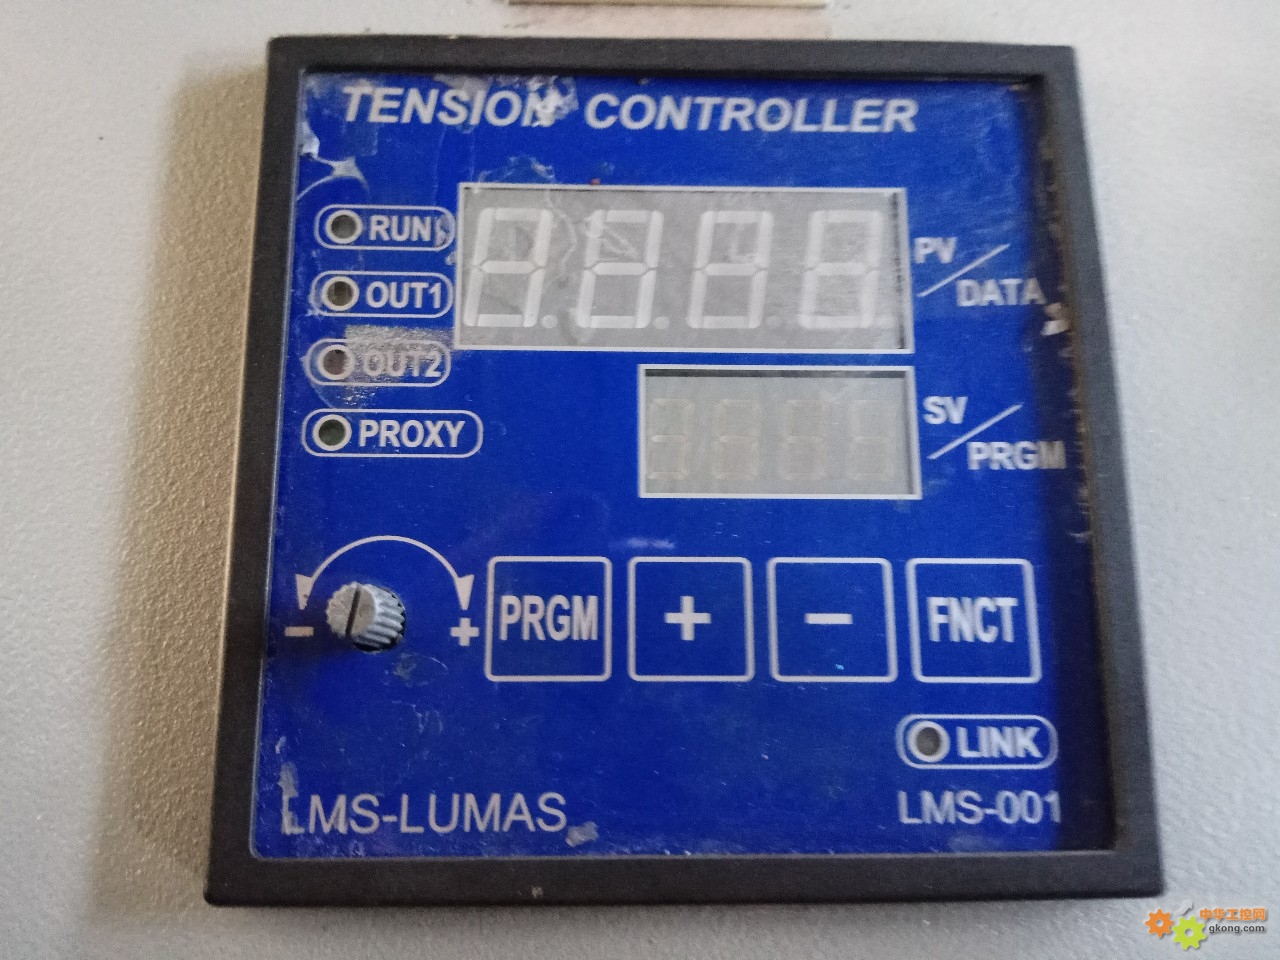 TENSION CONTROLLER
RUN
OUT1
OUT2
PROXY
PV
/
DATA
SV
/
PRGM
- +
PRGM
+
-
FNCT
LINK
LMS-LUMAS
LMS-001
中华工控网
gkong.com